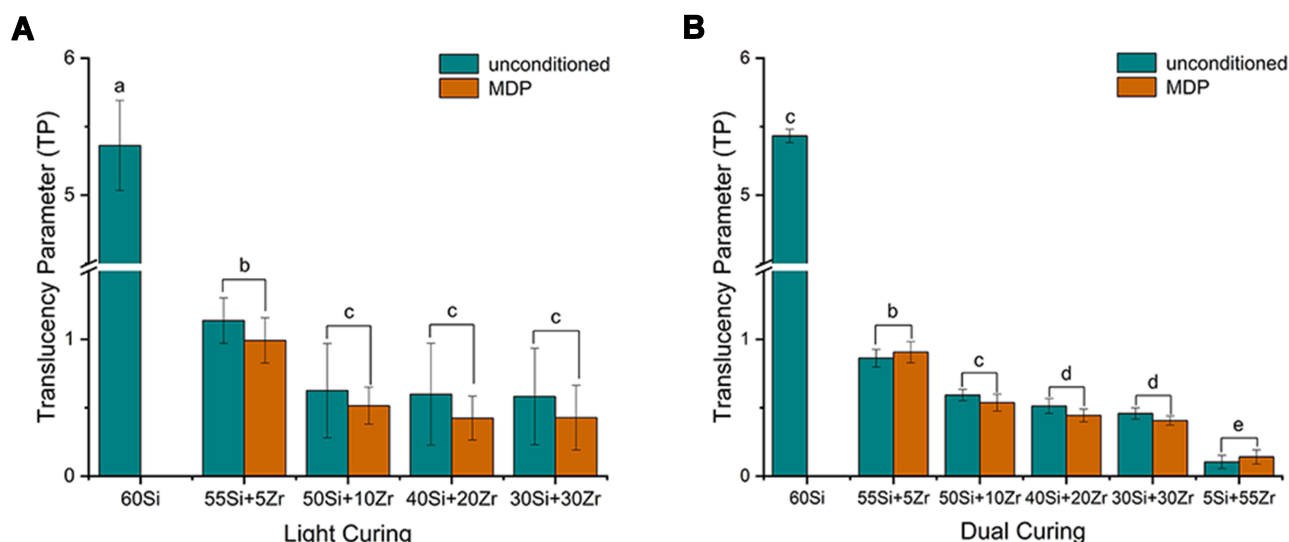 A
6
5
1
0
Translucency Parameter (TP)
unconditioned
MDP
a
b
c
c
c
60Si
55Si+5Zr
50Si+10Zr
40Si+20Zr
30Si+30Zr
Light Curing
B
6
5
1
0
Translucency Parameter (TP)
unconditioned
MDP
c
b
c
d
d
e
60Si
55Si+5Zr
50Si+10Zr
40Si+20Zr
30Si+30Zr
5Si+55Zr
Dual Curing